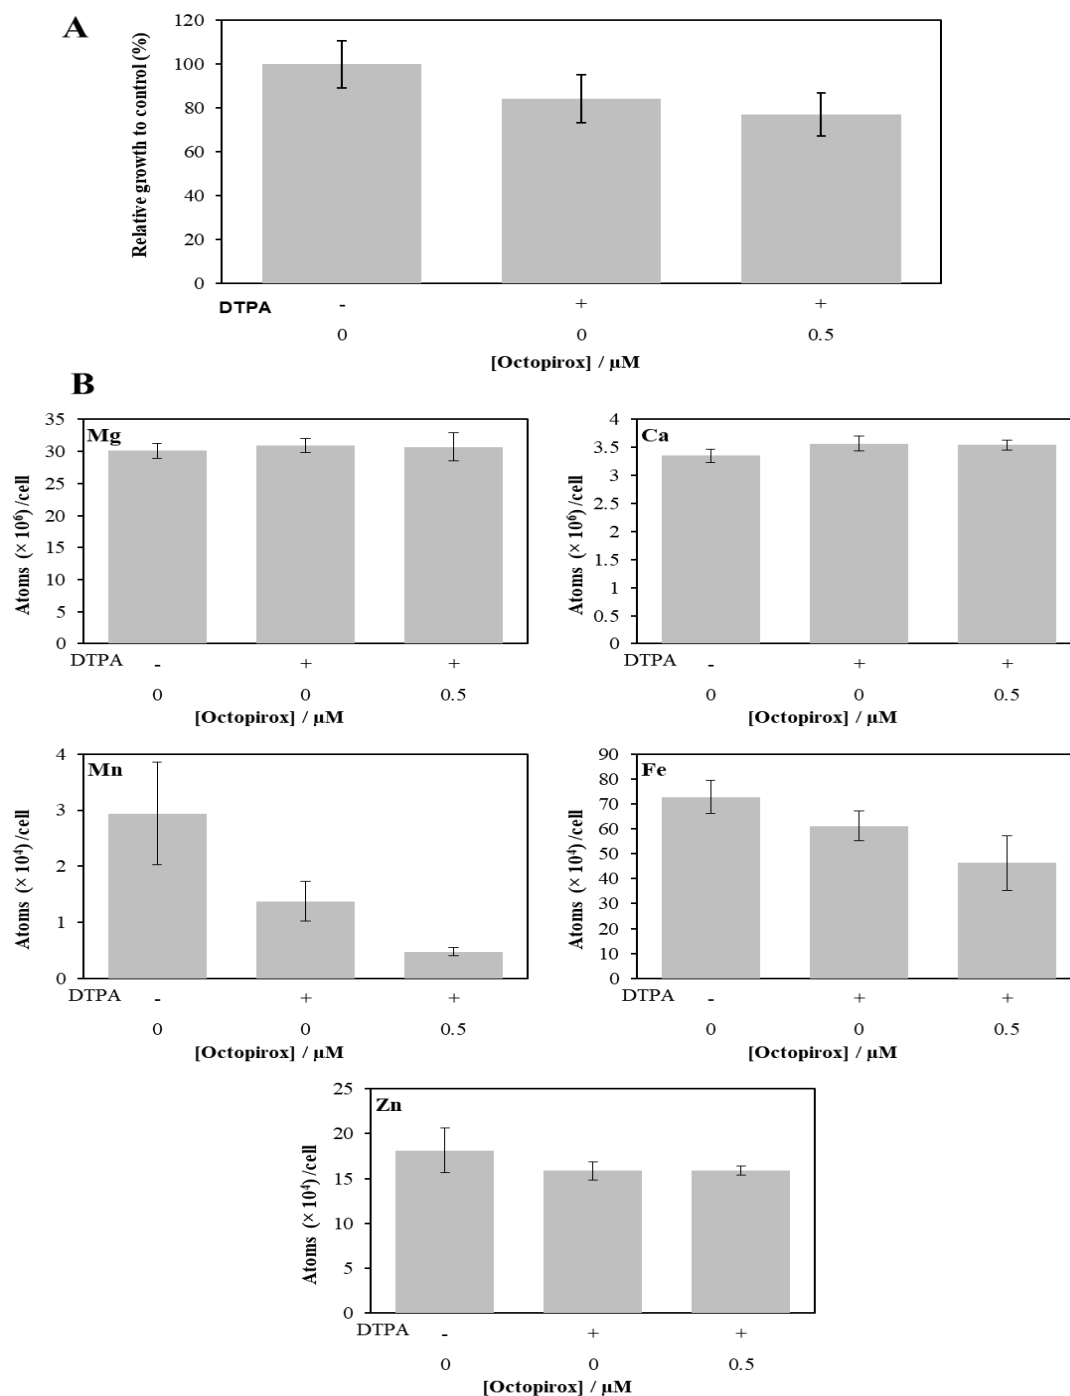 A
Relative growth to control (%)
120
100
80
60
40
20
0
DTPA - + +
0 0 0.5
[Octopirox] / µM
B
Mg
Atoms (× 10⁶) /cell
35
30
25
20
15
10
5
0
DTPA - + +
0 0 0.5
[Octopirox] / µM
Ca
Atoms (× 10⁶) /cell
4
3.5
3
2.5
2
1.5
1
0.5
0
DTPA - + +
0 0 0.5
[Octopirox] / µM
Mn
Atoms (× 10⁴) /cell
4
3
2
1
0
DTPA - + +
0 0 0.5
[Octopirox] / µM
Fe
Atoms (× 10⁴) /cell
90
80
70
60
50
40
30
20
10
0
DTPA - + +
0 0 0.5
[Octopirox] / µM
Zn
Atoms (× 10⁴) /cell
25
20
15
10
5
0
DTPA - + +
0 0 0.5
[Octopirox] / µM